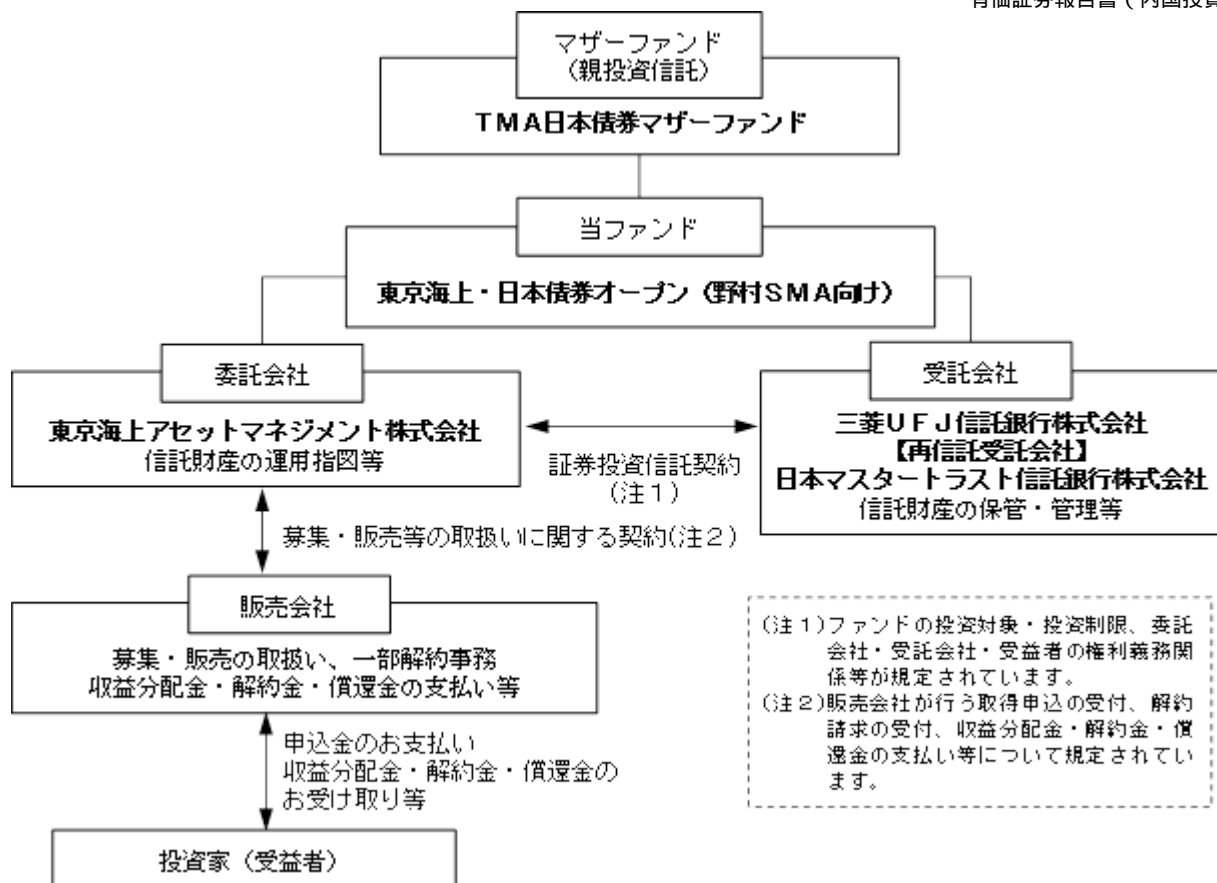 有価証券報告書（内国投資
マザーファンド
（親投資信託）
ＴＭＡ日本債券マザーファンド
当ファンド
東京海上・日本債券オープン（野村ＳＭＡ向け）
委託会社
東京海上アセットマネジメント株式会社
信託財産の運用指図等
受託会社
三菱ＵＦＪ信託銀行株式会社
【再信託受託会社】
日本マスタートラスト信託銀行株式会社
信託財産の保管・管理等
証券投資信託契約
（注１）
募集・販売等の取扱いに関する契約(注２)
販売会社
募集・販売の取扱い、一部解約事務
収益分配金・解約金・償還金の支払い等
(注１)ファンドの投資対象・投資制限、委託
会社・受託会社・受益者の権利義務関
係等が規定されています。
(注２)販売会社が行う取得申込の受付、解約
請求の受付、収益分配金・解約金・償
還金の支払い等について規定されてい
ます。
申込金のお支払い
収益分配金・解約金・償還金の
お受け取り等
投資家（受益者）